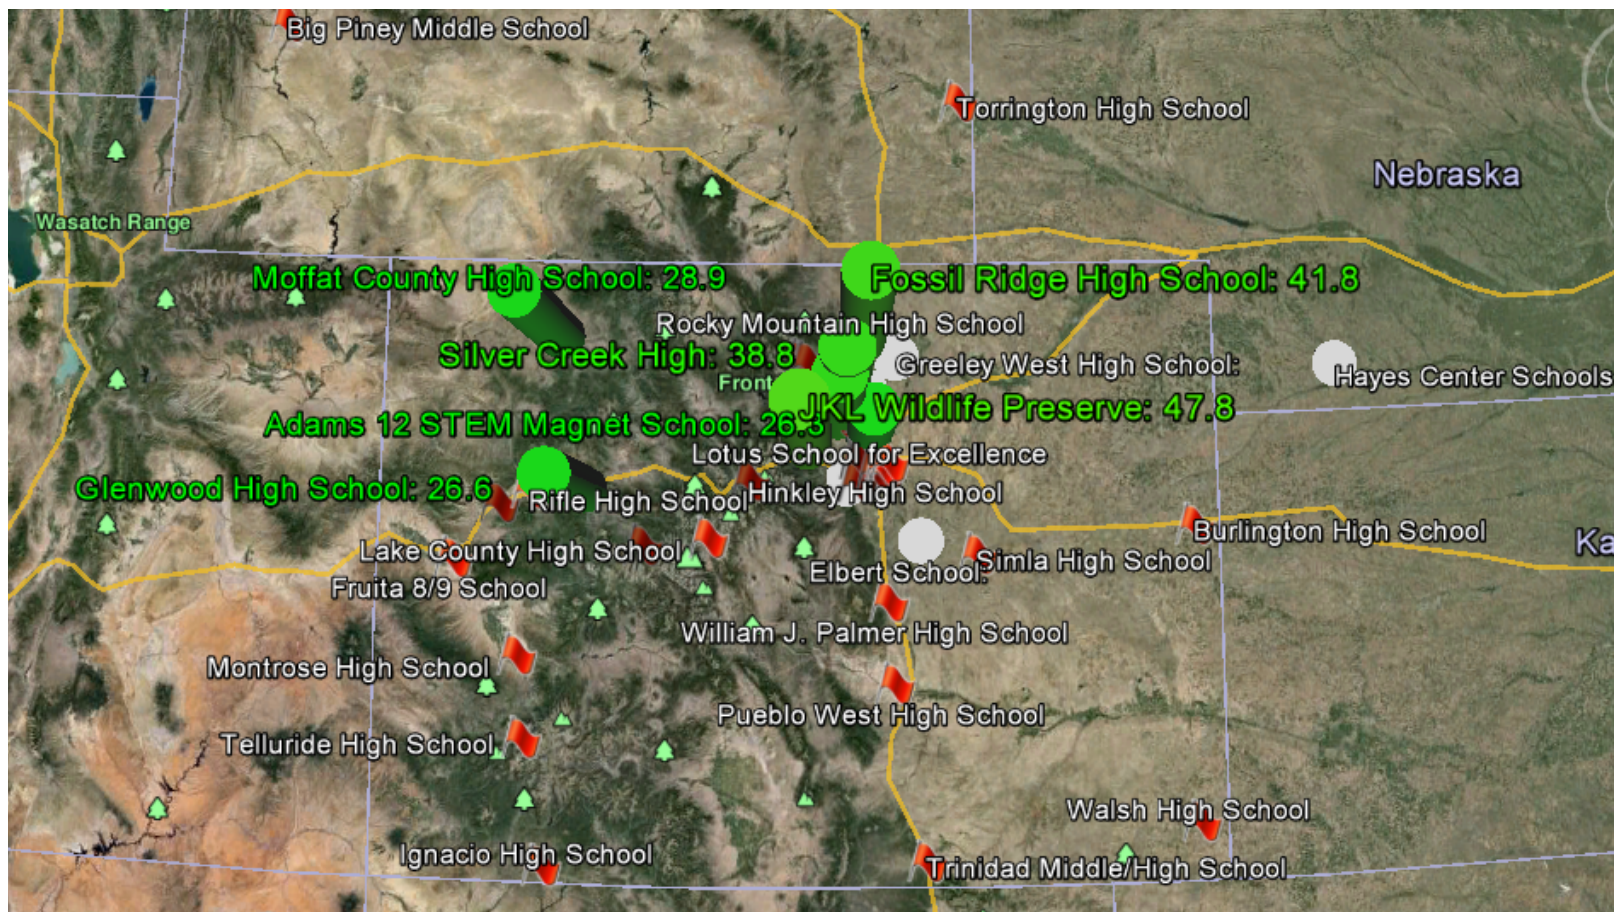 Big Piney Middle School
Torrington High School
Nebraska
Wasatch Range
Moffat County High School: 28.9
Fossil Ridge High School: 41.8
Rocky Mountain High School
Silver Creek High: 38.8
Greeley West High School:
Hayes Center Schools
Front
JKL Wildlife Preserve: 47.8
Adams 12 STEM Magnet School: 26.3
Lotus School for Excellence
Glenwood High School: 26.6
Rifle High School
Hinkley High School
Burlington High School
Ka
Lake County High School
Simla High School
Elbert School:
Fruita 8/9 School
William J. Palmer High School
Montrose High School
Pueblo West High School
Telluride High School
Walsh High School
Ignacio High School
Trinidad Middle/High School